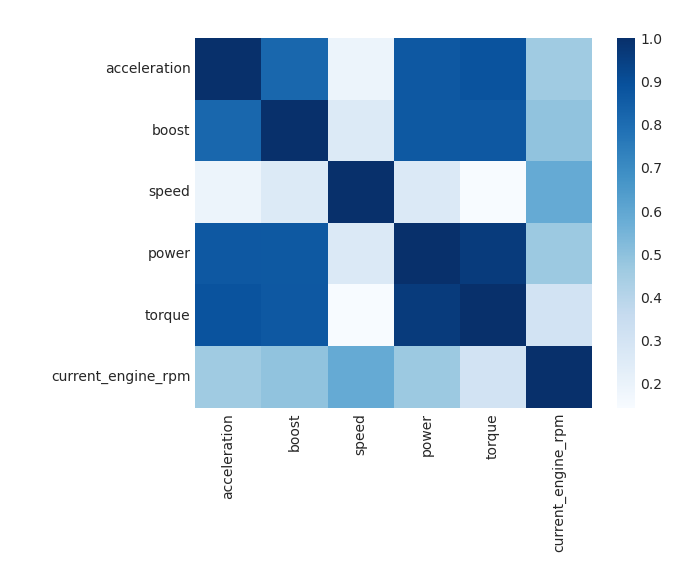 acceleration
boost
speed
power
torque
current_engine_rpm
acceleration
boost
speed
power
torque
current_engine_rpm
1.0
0.9
0.8
0.7
0.6
0.5
0.4
0.3
0.2